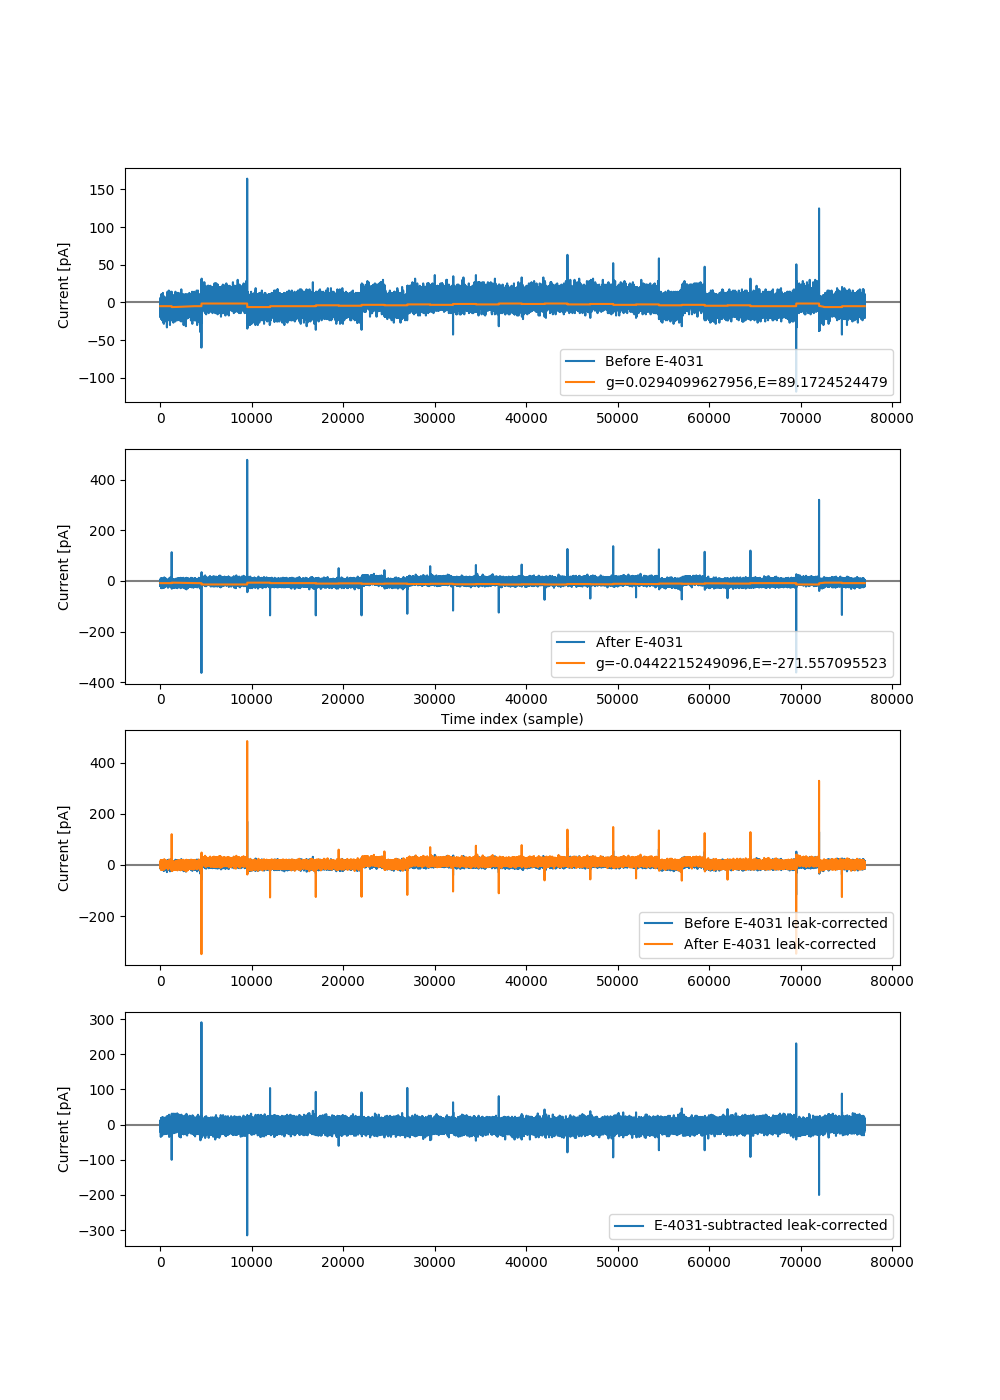 150
100
50
0
−50
−100
Current [pA]
Before E-4031
g=0.0294099627956,E=89.1724524479
0 10000 20000 30000 40000 50000 60000 70000 80000
400
200
0
−200
−400
Current [pA]
After E-4031
g=-0.0442215249096,E=-271.557095523
0 10000 20000 30000 40000 50000 60000 70000 80000
Time index (sample)
400
200
0
−200
Current [pA]
Before E-4031 leak-corrected
After E-4031 leak-corrected
0 10000 20000 30000 40000 50000 60000 70000 80000
300
200
100
0
−100
−200
−300
Current [pA]
E-4031-subtracted leak-corrected
0 10000 20000 30000 40000 50000 60000 70000 80000